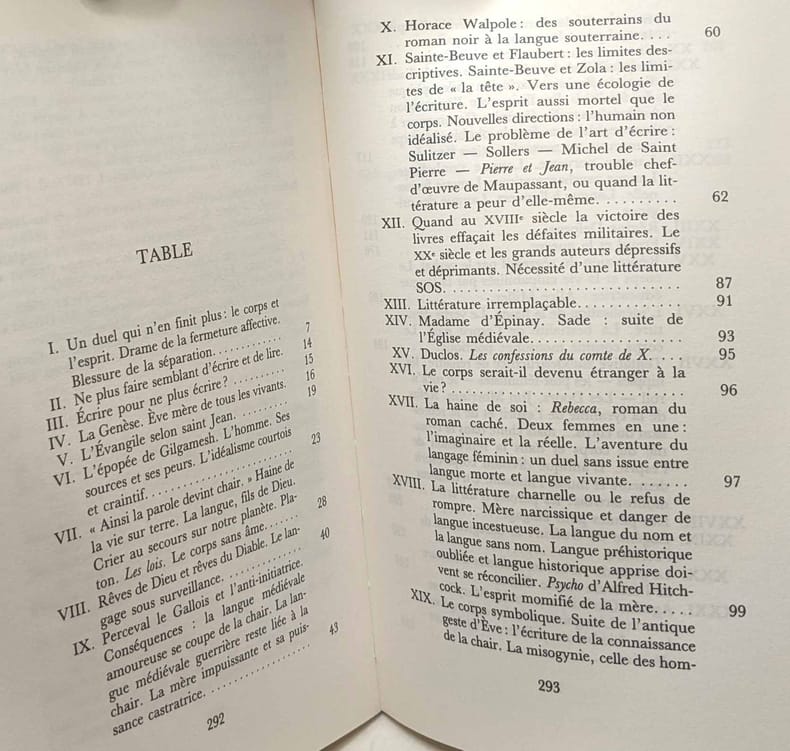 TABLE
I. Un duel qui n'en finit plus : le corps et
l'esprit. Drame de la fermeture affective.
Blessure de la séparation. . . . . . . . . . . . 7
II. Ne plus faire semblant d'écrire et de lire. 14
III. Écrire pour ne plus écrire ? . . . . . . . . . 15
IV. La Genèse. Ève mère de tous les vivants. 16
V. L'Évangile selon saint Jean. . . . . . . . . 19
VI. L'épopée de Gilgamesh. L'homme. Ses
sources et ses peurs. L'idéalisme courtois
et craintif. . . . . . . . . . . . . . . . . . . . . . 23
VII. « Ainsi la parole devint chair. » Haine de
la vie sur terre. La langue, fils de Dieu.
Crier au secours sur notre planète. Pla-
ton. Les lois. Le corps sans âme. . . . . . . 28
VIII. Rêves de Dieu et rêves du Diable. Le lan-
gage sous surveillance. . . . . . . . . . . . . 40
IX. Perceval le Gallois et l'anti-initiatrice.
Conséquences : la langue médiévale
amoureuse se coupe de la chair. La lan-
gue médiévale guerrière reste liée à la
chair. La mère impuissante et sa puis-
sance castratrice. . . . . . . . . . . . . . . . . 43
292
X. Horace Walpole : des souterrains du
roman noir à la langue souterraine. . . . 60
XI. Sainte-Beuve et Flaubert : les limites des-
criptives. Sainte-Beuve et Zola : les limi-
tes de « la tête ». Vers une écologie de
l'écriture. L'esprit aussi mortel que le
corps. Nouvelles directions : l'humain non
idéalisé. Le problème de l'art d'écrire :
Sulitzer — Sollers — Michel de Saint
Pierre — Pierre et Jean, trouble chef-
d'œuvre de Maupassant, ou quand la lit-
térature a peur d'elle-même. . . . . . . . . . 62
XII. Quand au XVIIIe siècle la victoire des
livres effaçait les défaites militaires. Le
XXe siècle et les grands auteurs dépressifs
et déprimants. Nécessité d'une littérature
SOS. . . . . . . . . . . . . . . . . . . . . . . . . . . . . 87
XIII. Littérature irremplaçable. . . . . . . . . . . . . 91
XIV. Madame d'Épinay. Sade : suite de
l'Église médiévale. . . . . . . . . . . . . . . . . . . 93
XV. Duclos. Les confessions du comte de X. . . . 95
XVI. Le corps serait-il devenu étranger à la
vie ? . . . . . . . . . . . . . . . . . . . . . . . . . . . . 96
XVII. La haine de soi : Rebecca, roman du
roman caché. Deux femmes en une :
l'imaginaire et la réelle. L'aventure du
langage féminin : un duel sans issue entre
langue morte et langue vivante. . . . . . . 97
XVIII. La littérature charnelle ou le refus de
rompre. Mère narcissique et danger de
langue incestueuse. La langue du nom et
la langue sans nom. Langue préhistorique
oubliée et langue historique apprise doi-
vent se réconcilier. Psycho d'Alfred Hitch-
cock. L'esprit momifié de la mère. . . . . 99
XIX. Le corps symbolique. Suite de l'antique
geste d'Ève : l'écriture de la connaissance
de la chair. La misogynie, celle des hom-
293